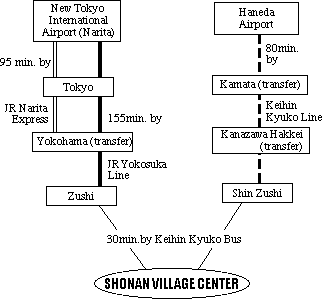 New Tokyo
International
Airport (Narita)
Haneda
Airport
95 min. by
80min.
by
Tokyo
Kamata (transfer)
JR Narita
Express
155min. by
Keihin
Kyuko Line
Yokohama (transfer)
Kanazawa Hakkei
(transfer)
JR Yokosuka
Line
Zushi
Shin Zushi
30min.by Keihin Kyuko Bus
SHONAN VILLAGE CENTER